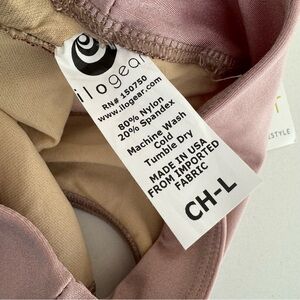 ilogear
RN# 150750
www.ilogear.com
80% Nylon
20% Spandex
Machine Wash
Cold
Tumble Dry
MADE IN USA
FROM IMPORTED
FABRIC
CH-L